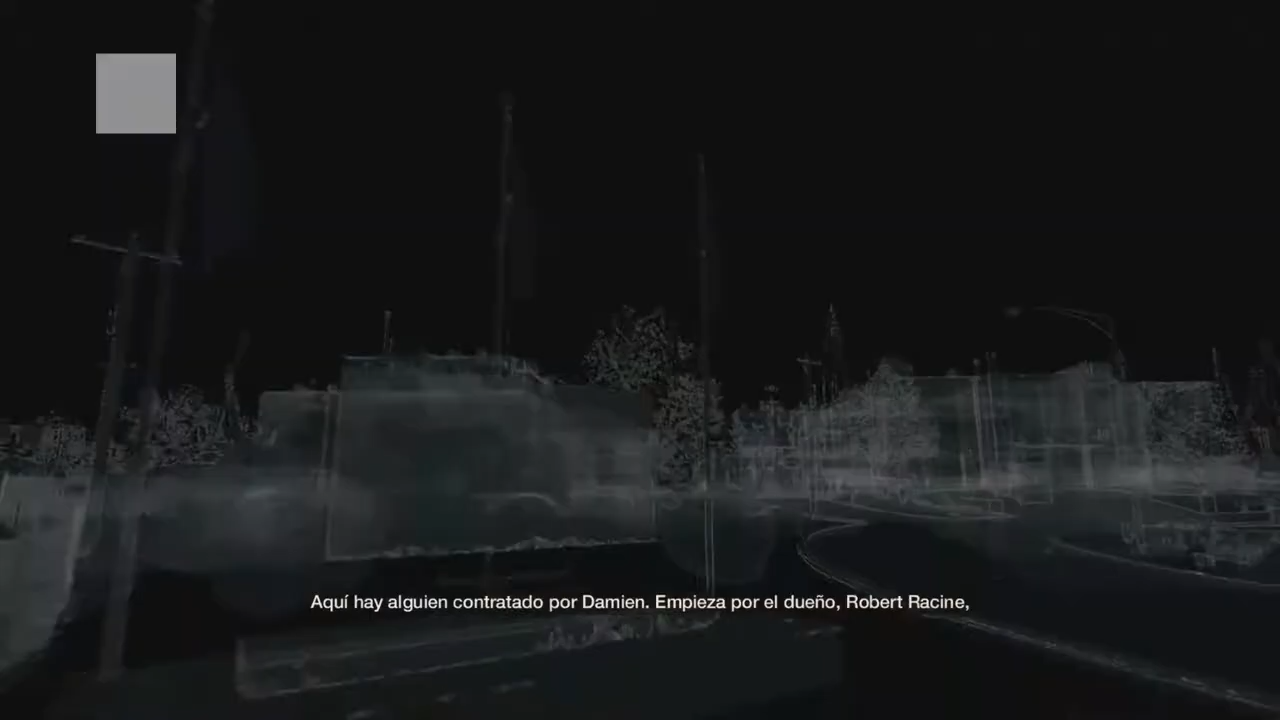 Aquí hay alguien contratado por Damien. Empieza por el dueño, Robert Racine,